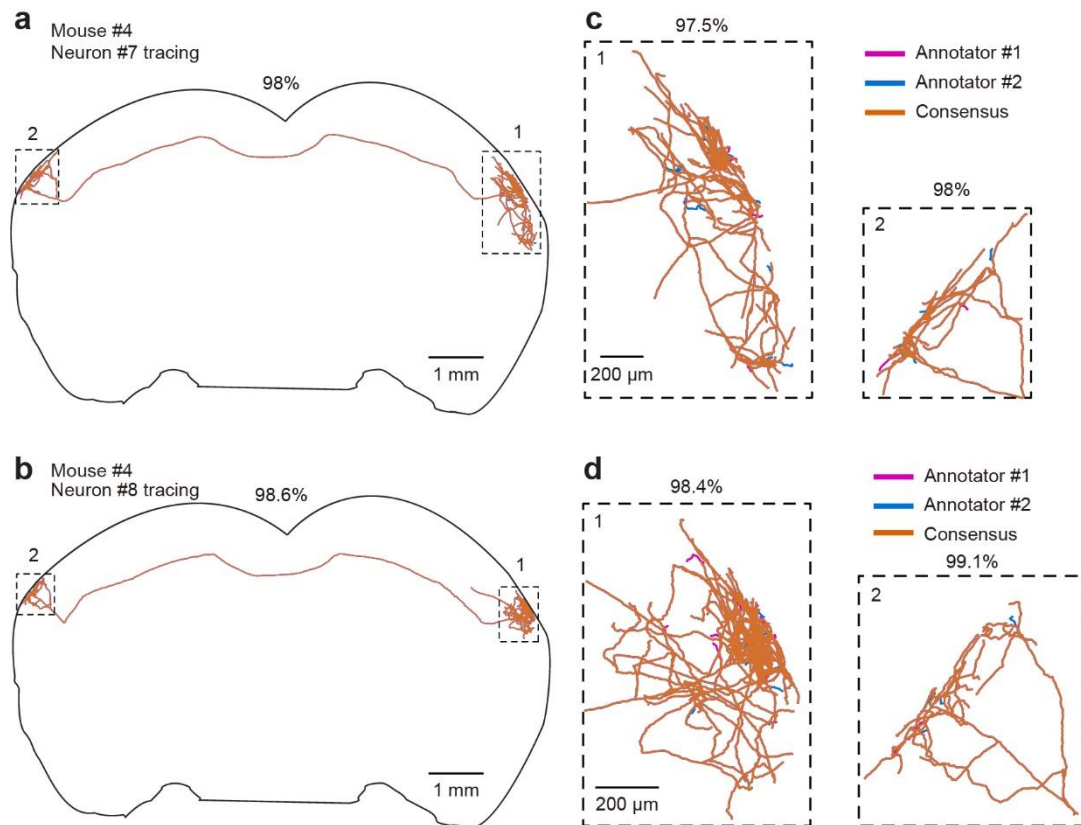 a
Mouse #4
Neuron #7 tracing
98%
2
1
1 mm
c
97.5%
1
200 µm
Annotator #1
Annotator #2
Consensus
98%
2
b
Mouse #4
Neuron #8 tracing
98.6%
2
1
1 mm
d
98.4%
1
200 µm
Annotator #1
Annotator #2
Consensus
99.1%
2